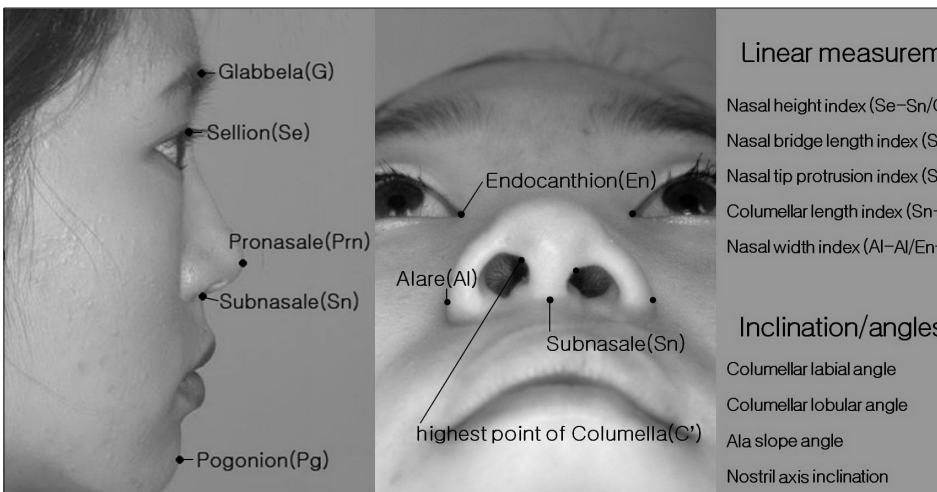 Glabbela(G)
Sellion(Se)
Pronasale(Prn)
Subnasale(Sn)
Pogonion(Pg)
Endocanthion(En)
Alare(Al)
Subnasale(Sn)
highest point of Columella(C’)
Linear measurem
Nasal height index (Se-Sn/
Nasal bridge length index (S
Nasal tip protrusion index (S
Columellar length index (Sn-
Nasal width index (Al-Al/En-
Inclination/angles
Columellar labial angle
Columellar lobular angle
Ala slope angle
Nostril axis inclination